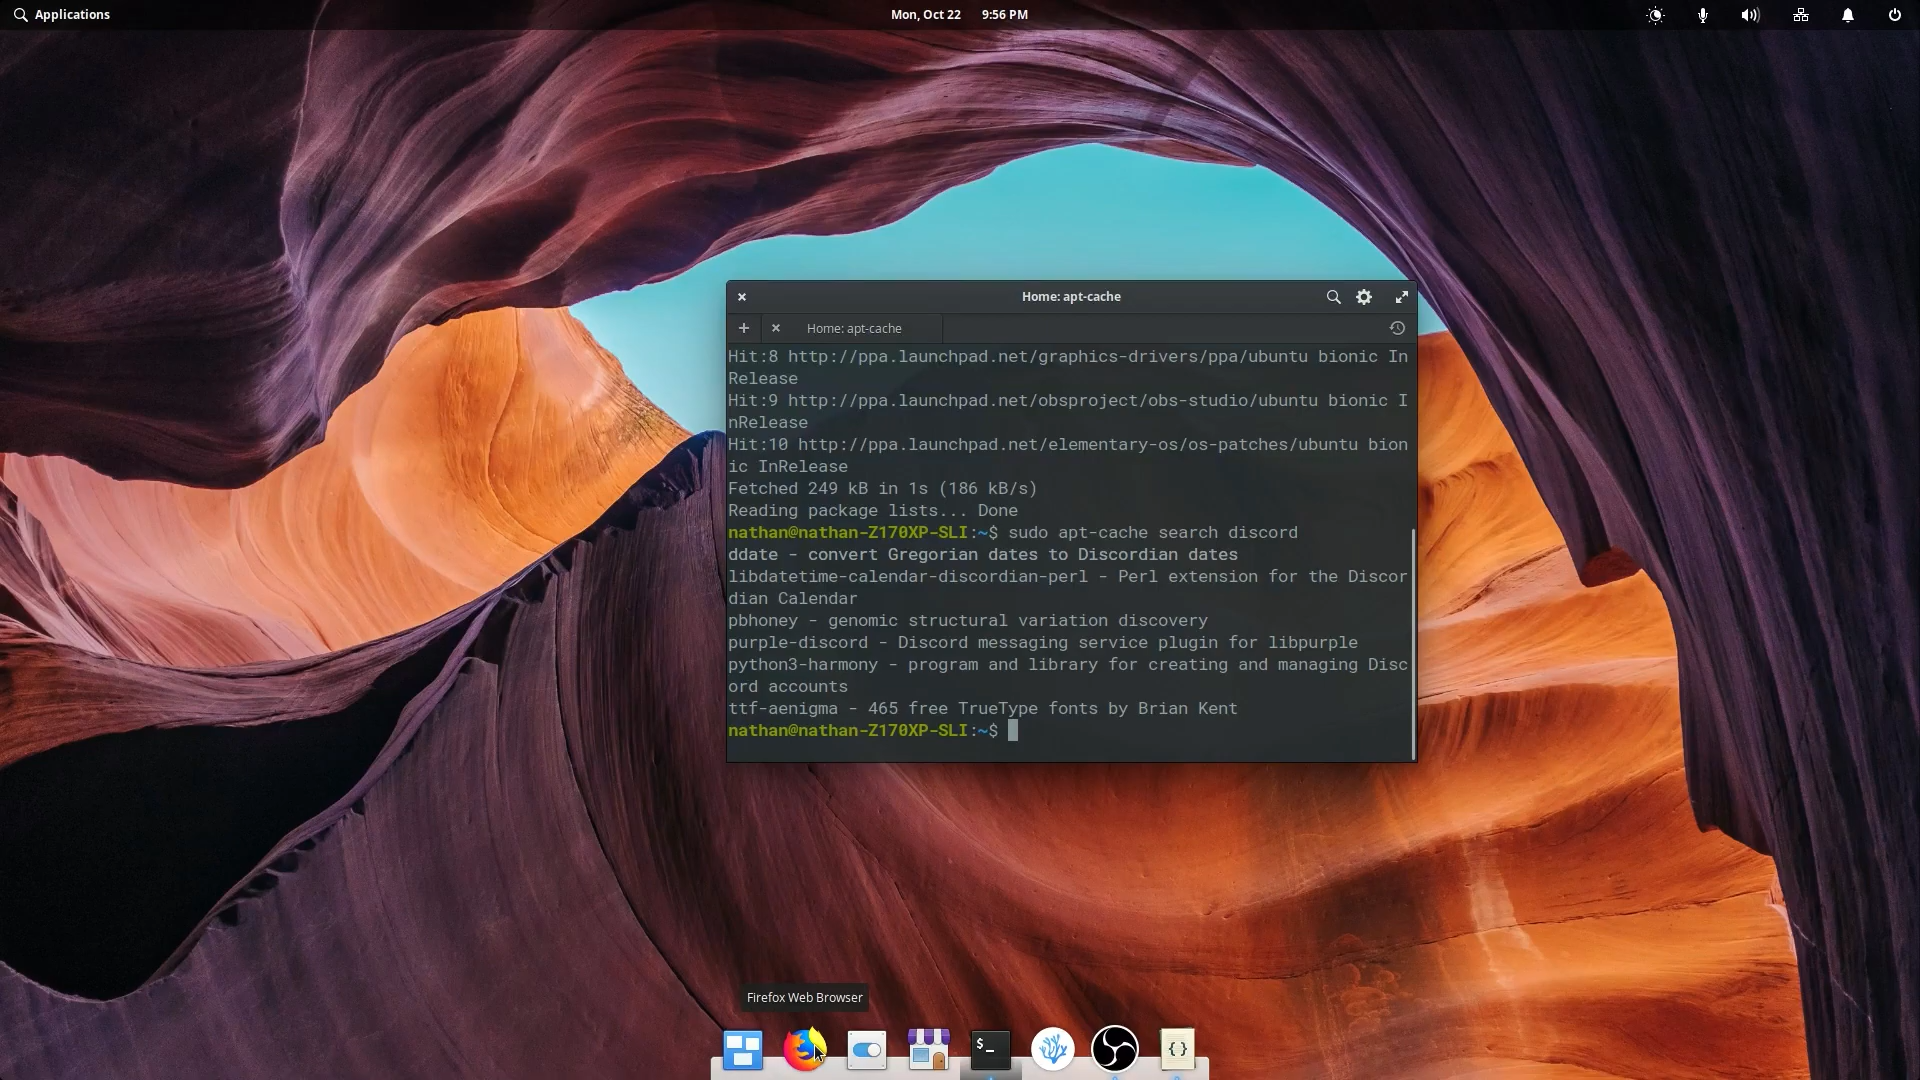 Applications
Mon, Oct 22 9:56 PM
Home: apt-cache
Home: apt-cache
Hit:8 http://ppa.launchpad.net/graphics-drivers/ppa/ubuntu bionic In
Release
Hit:9 http://ppa.launchpad.net/obsproject/obs-studio/ubuntu bionic I
nRelease
Hit:10 http://ppa.launchpad.net/elementary-os/os-patches/ubuntu bion
ic InRelease
Fetched 249 kB in 1s (186 kB/s)
Reading package lists... Done
nathan@nathan-Z170XP-SLI:~$ sudo apt-cache search discord
ddate - convert Gregorian dates to Discordian dates
libdatetime-calendar-discordian-perl - Perl extension for the Discor
dian Calendar
pbhoney - genomic structural variation discovery
purple-discord - Discord messaging service plugin for libpurple
python3-harmony - program and library for creating and managing Disc
ord accounts
ttf-aenigma - 465 free TrueType fonts by Brian Kent
nathan@nathan-Z170XP-SLI:~$
Firefox Web Browser
$_
{}